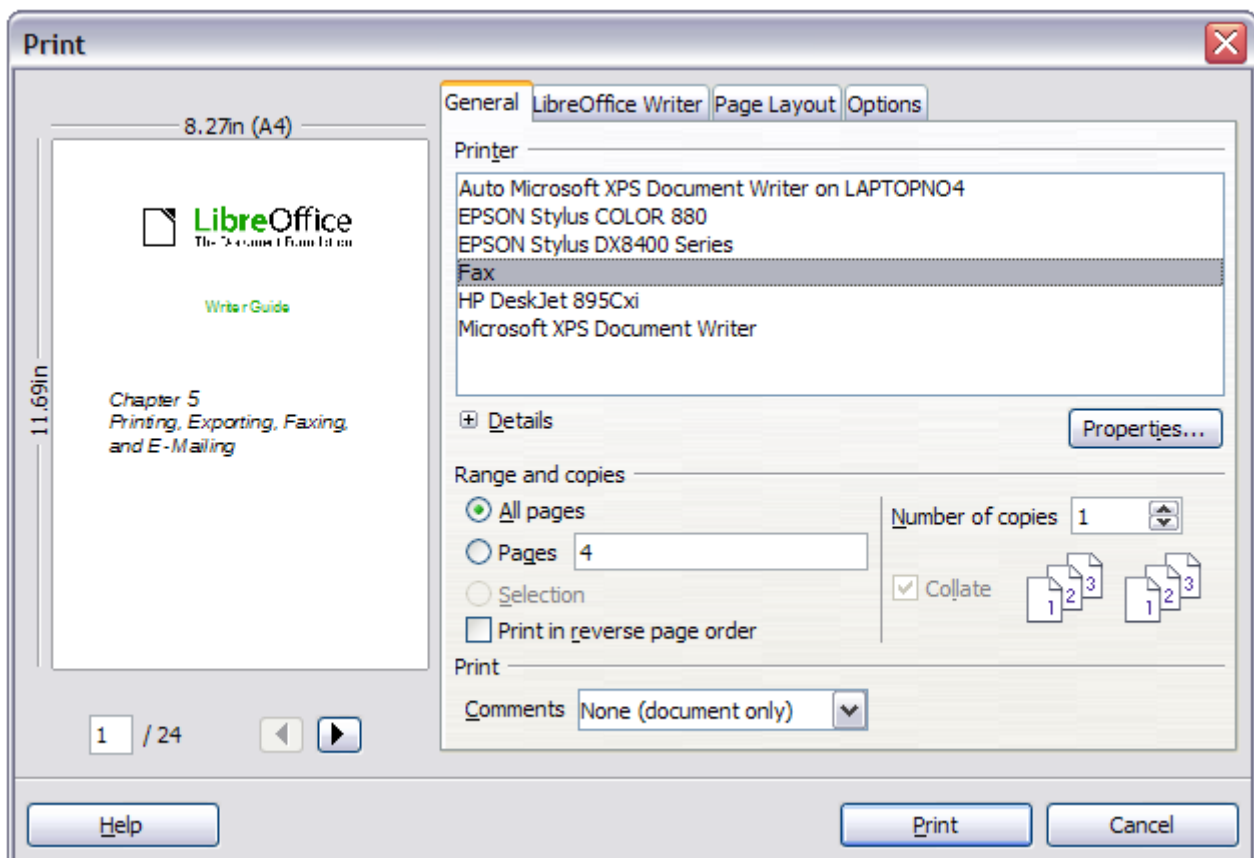 Print
8.27in (A4)
11.69in
LibreOffice
The Document Foundation
Writer Guide
Chapter 5
Printing, Exporting, Faxing,
and E-Mailing
1 / 24
General LibreOffice Writer Page Layout Options
Printer
Auto Microsoft XPS Document Writer on LAPTOPNO4
EPSON Stylus COLOR 880
EPSON Stylus DX8400 Series
Fax
HP DeskJet 895Cxi
Microsoft XPS Document Writer
Details
Properties...
Range and copies
All pages
Pages 4
Selection
Print in reverse page order
Number of copies 1
Collate
1 2 3 1 2 3
Print
Comments None (document only)
Help Print Cancel